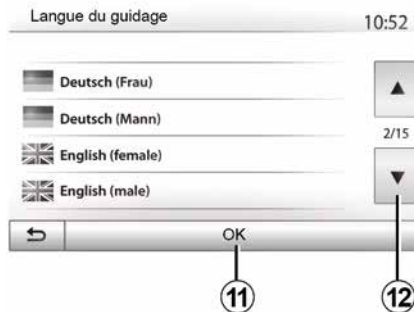 Langue du guidage
10:52
Deutsch (Frau)
Deutsch (Mann)
2/15
English (female)
English (male)
OK
11
12